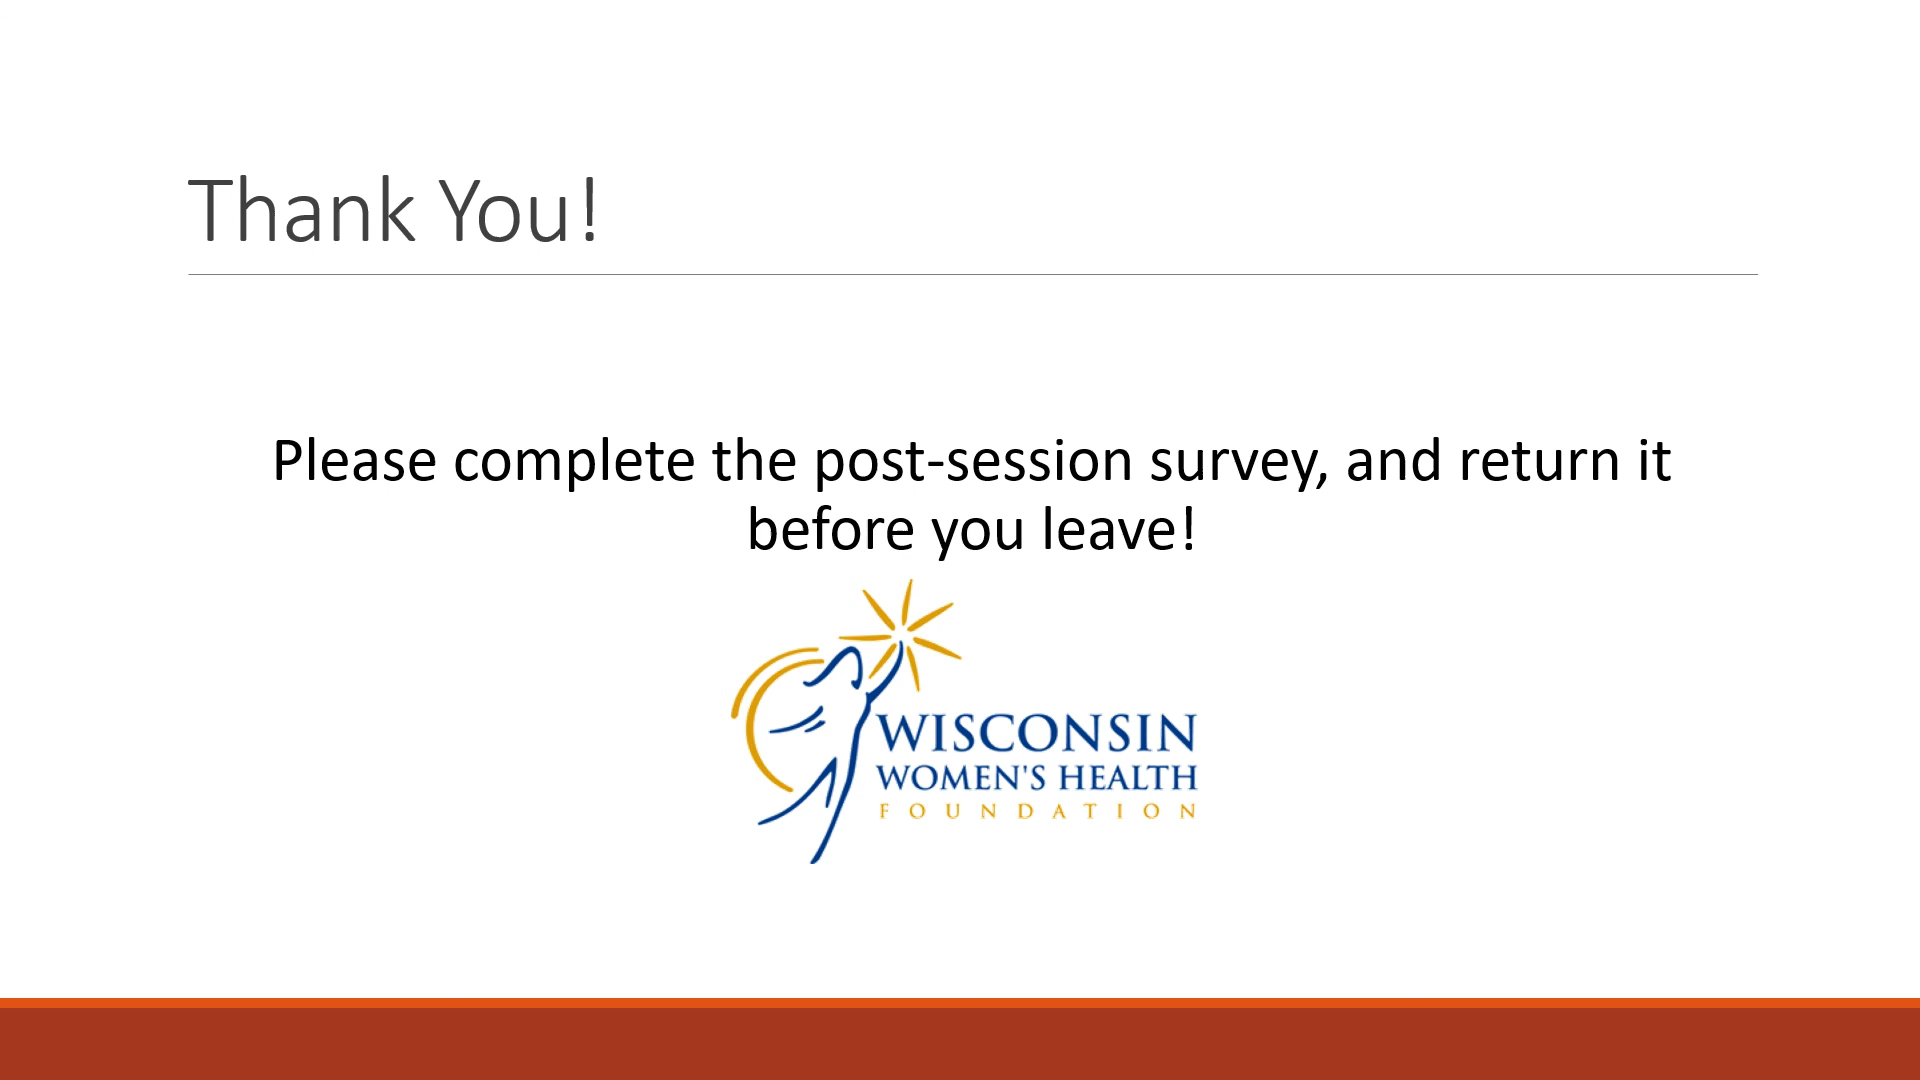 Thank You!
Please complete the post-session survey, and return it
before you leave!
WISCONSIN
WOMEN'S HEALTH
FOUNDATION